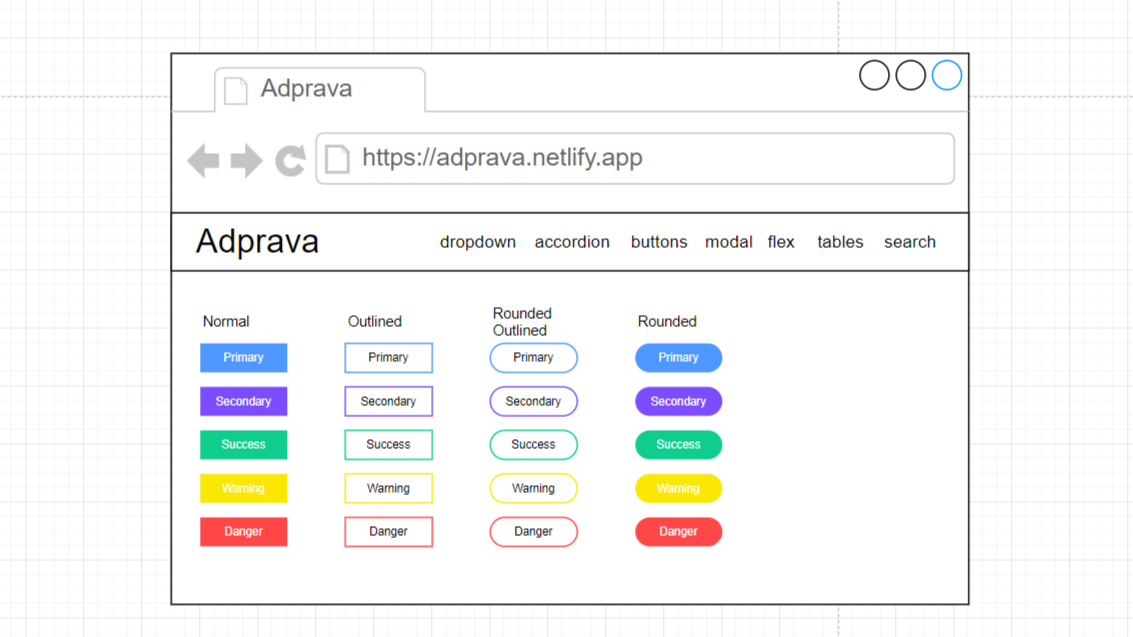 Adprava
https://adprava.netlify.app
Adprava dropdown accordion buttons modal flex tables search
Normal Outlined Rounded Outlined Rounded
Primary Primary Primary Primary
Secondary Secondary Secondary Secondary
Success Success Success Success
Warning Warning Warning Warning
Danger Danger Danger Danger